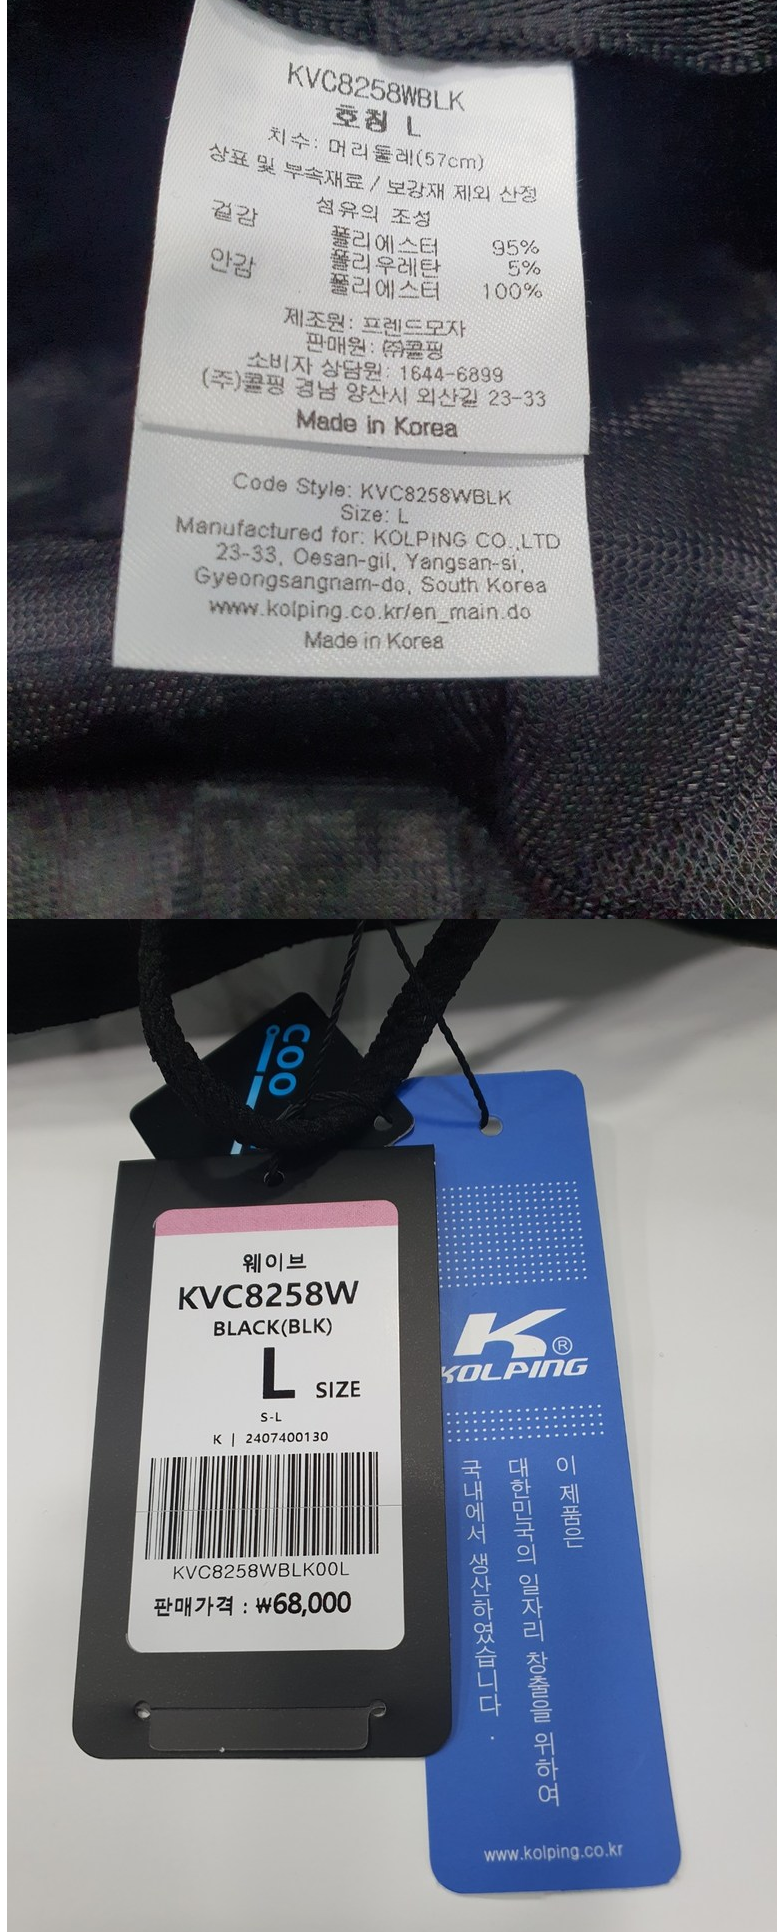 KVC8258WBLK
호칭 L
치수: 머리둘레(57cm)
상표 및 부속재료 / 보강재 제외 산정
섬유의 조성
겉감 폴리에스터 95%
폴리우레탄 5%
안감 폴리에스터 100%
제조원: 프렌드모자
판매원: ㈜콜핑
소비자 상담원: 1644-6899
(주)콜핑 경남 양산시 외산길 23-33
Made in Korea
Code Style: KVC8258WBLK
Size: L
Manufactured for: KOLPING CO.,LTD
23-33, Oesan-gil, Yangsan-si,
Gyeongsangnam-do, South Korea
www.kolping.co.kr/en_main.do
Made in Korea
COO
웨이브
KVC8258W
BLACK(BLK)
L SIZE
S-L
K | 2407400130
KVC8258WBLK00L
판매가격 : ₩68,000
K®
KOLPING
이 제품은
대한민국의 일자리 창출을 위하여
국내에서 생산하였습니다.
www.kolping.co.kr